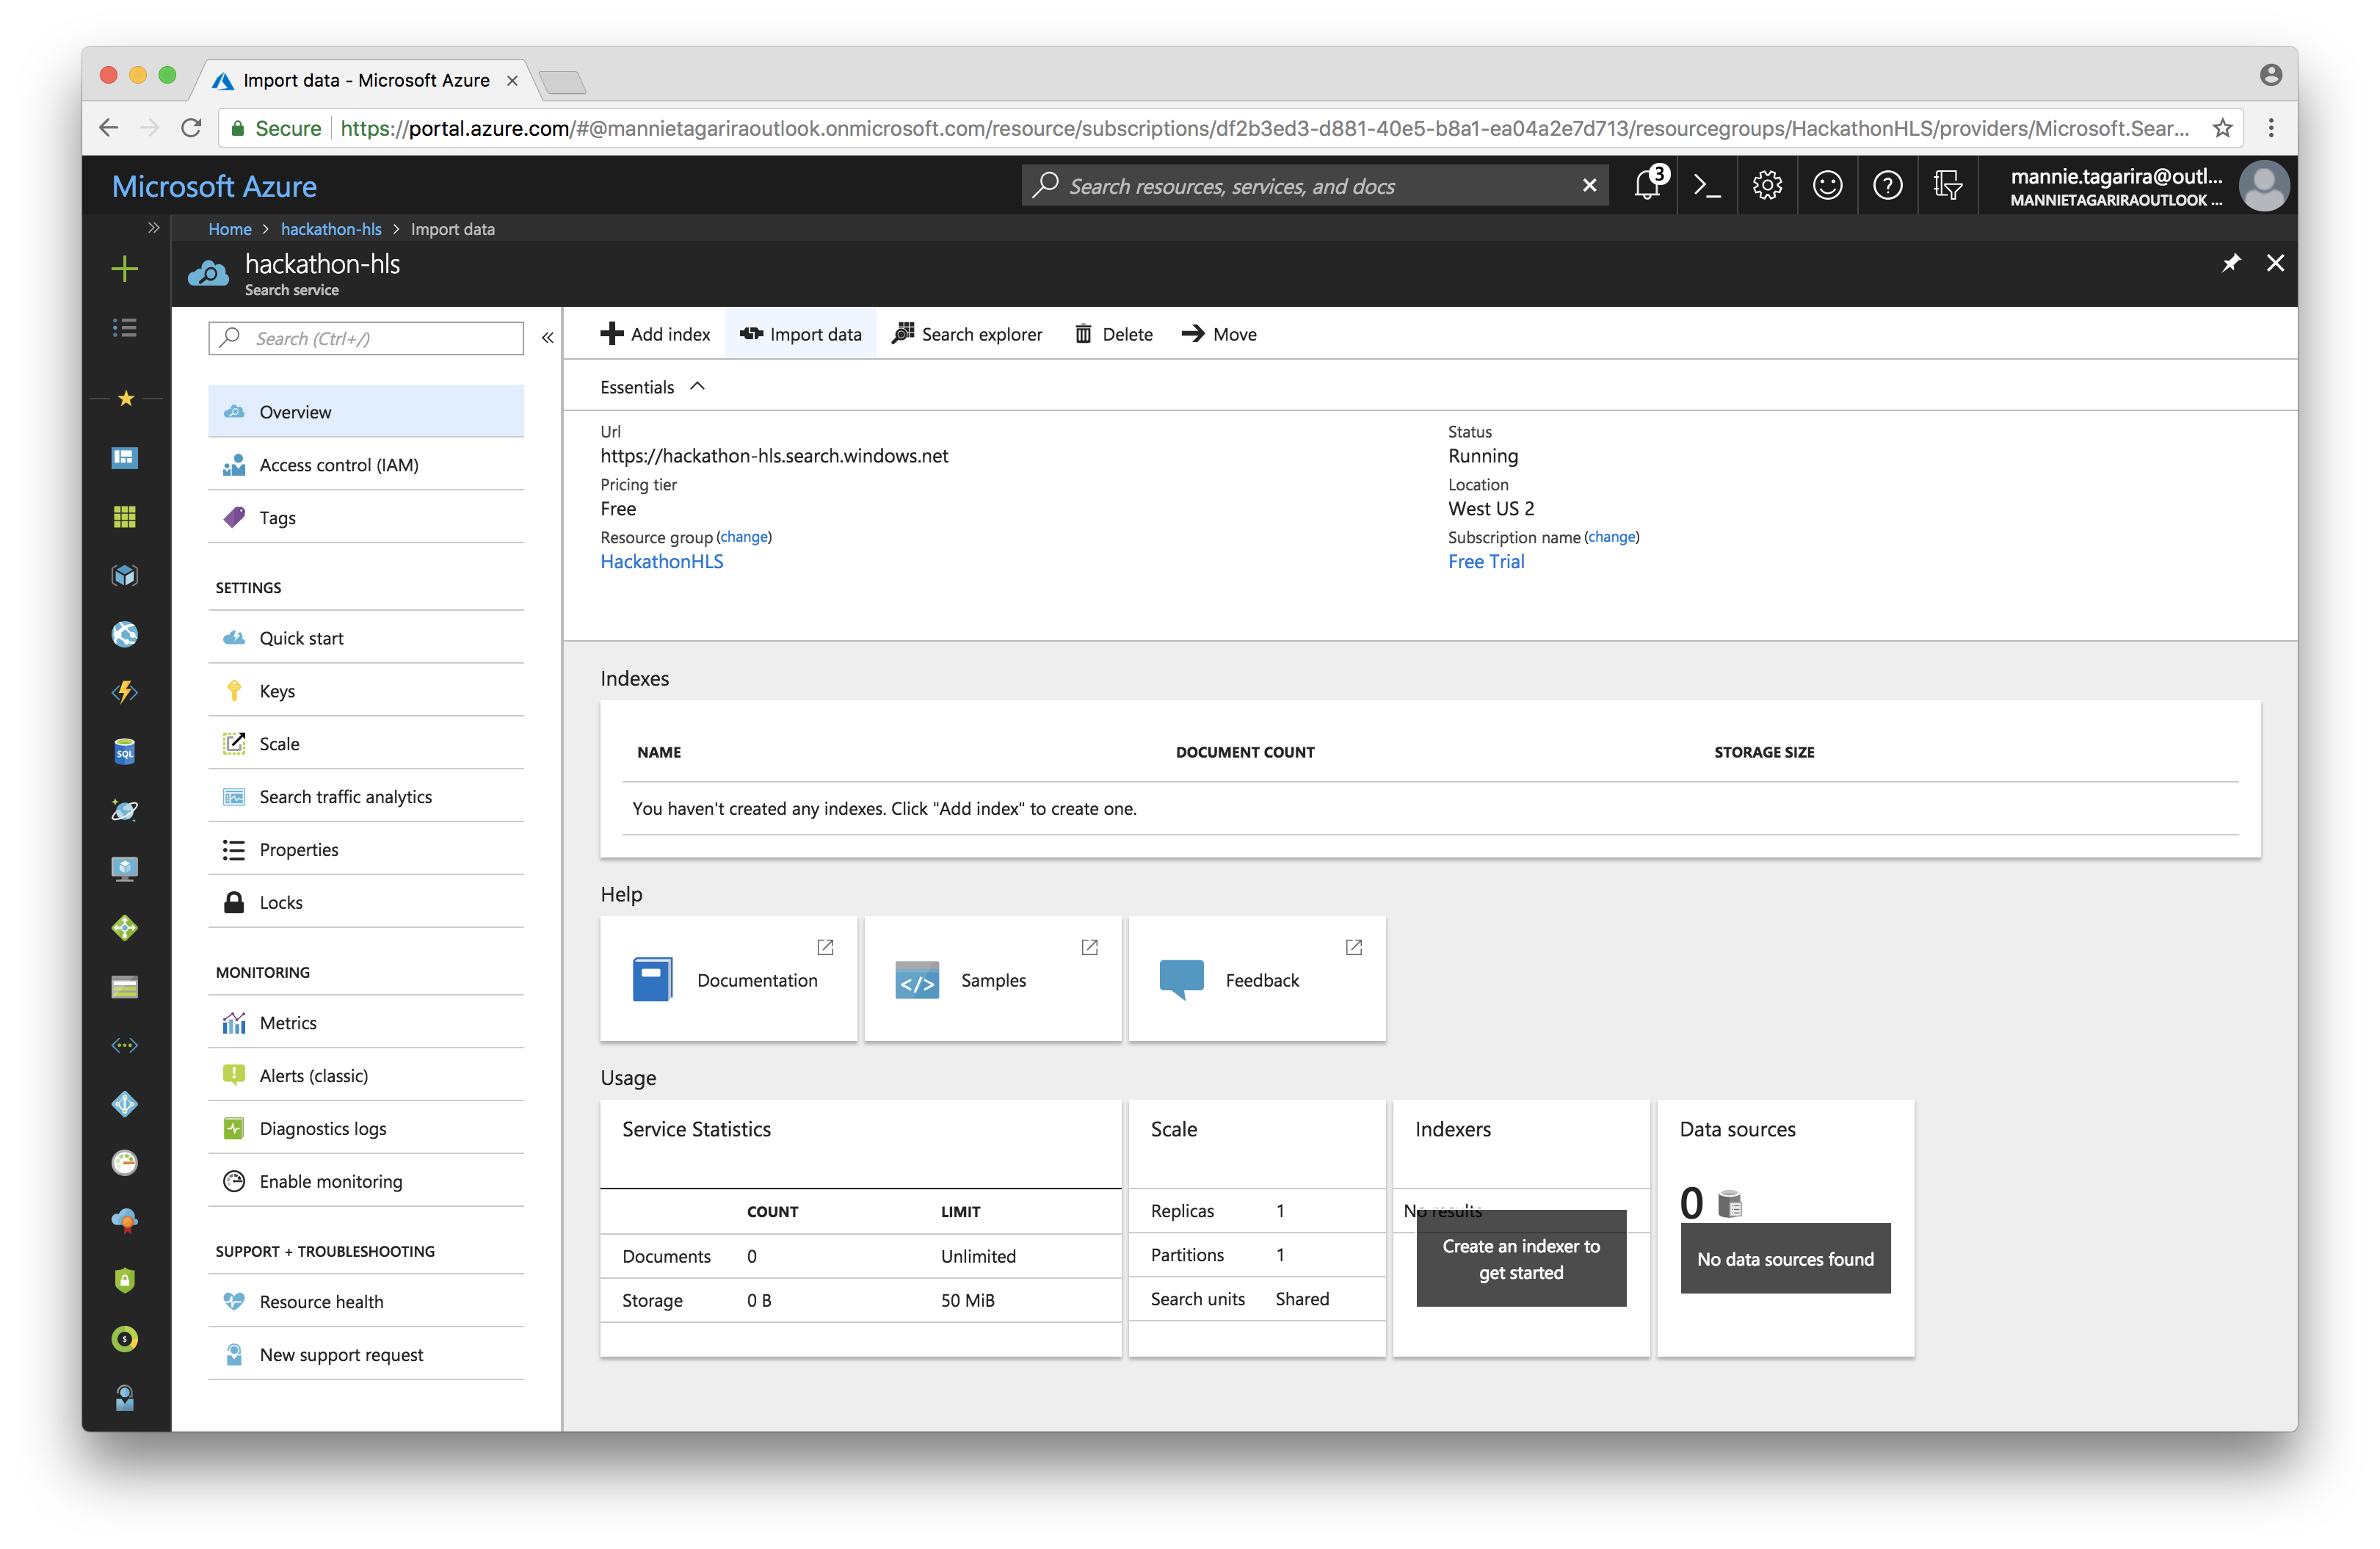 Import data - Microsoft Azure
Secure https://portal.azure.com/#@mannietagariraoutlook.onmicrosoft.com/resource/subscriptions/df2b3ed3-d881-40e5-b8a1-ea04a2e7d713/resourcegroups/HackathonHLS/providers/Microsoft.Sear...
Microsoft Azure
Search resources, services, and docs
3
mannie.tagarira@outl...
MANNIETAGARIRAOUTLOOK ...
Home > hackathon-hls > Import data
hackathon-hls
Search service
Search (Ctrl+/)
Overview
Access control (IAM)
Tags
SETTINGS
Quick start
Keys
Scale
Search traffic analytics
Properties
Locks
MONITORING
Metrics
Alerts (classic)
Diagnostics logs
Enable monitoring
SUPPORT + TROUBLESHOOTING
Resource health
New support request
Add index Import data Search explorer Delete Move
Essentials
Url
https://hackathon-hls.search.windows.net
Pricing tier
Free
Resource group (change)
HackathonHLS
Status
Running
Location
West US 2
Subscription name (change)
Free Trial
Indexes
NAME DOCUMENT COUNT STORAGE SIZE
You haven't created any indexes. Click "Add index" to create one.
Help
Documentation
Samples
Feedback
Usage
Service Statistics
COUNT LIMIT
Documents 0 Unlimited
Storage 0 B 50 MiB
Scale
Replicas 1
Partitions 1
Search units Shared
Indexers
No results
Create an indexer to
get started
Data sources
0
No data sources found
SQL